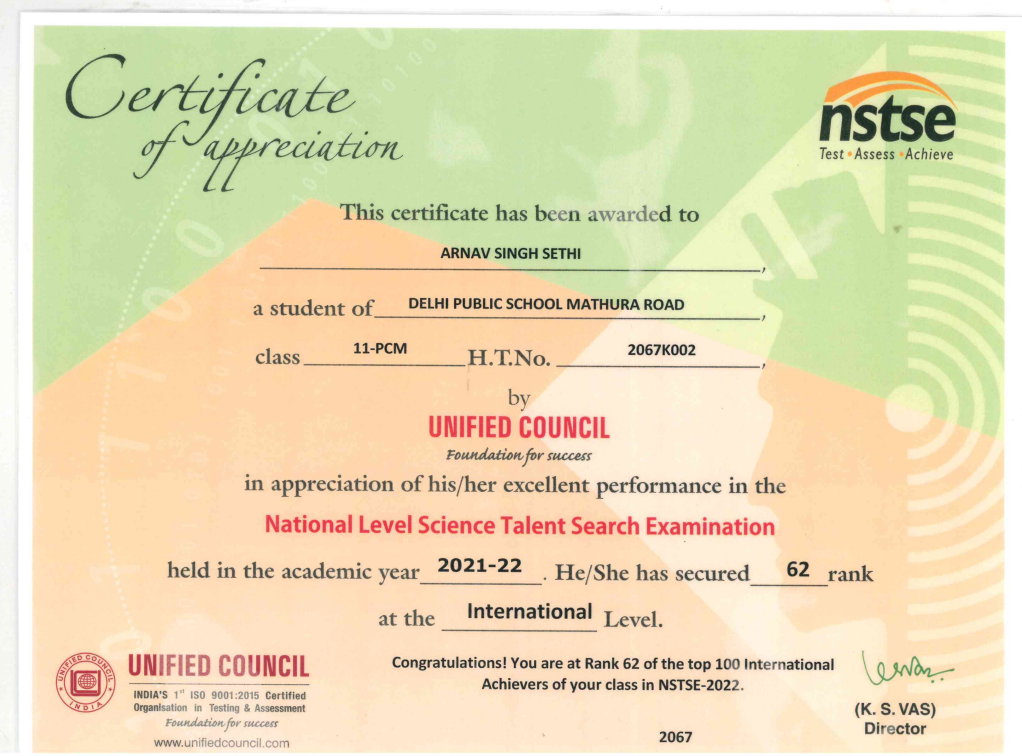 Certificate
of appreciation
nstse
Test • Assess • Achieve
This certificate has been awarded to
ARNAV SINGH SETHI,
a student of DELHI PUBLIC SCHOOL MATHURA ROAD,
class 11-PCM H.T.No. 2067K002,
by
UNIFIED COUNCIL
Foundation for success
in appreciation of his/her excellent performance in the
National Level Science Talent Search Examination
held in the academic year 2021-22. He/She has secured 62 rank
at the International Level.
UNIFIED COUNCIL
INDIA
UNIFIED COUNCIL
INDIA'S 1st ISO 9001:2015 Certified
Organisation in Testing & Assessment
Foundation for success
www.unifiedcouncil.com
Congratulations! You are at Rank 62 of the top 100 International
Achievers of your class in NSTSE-2022.
2067
(K. S. VAS)
Director